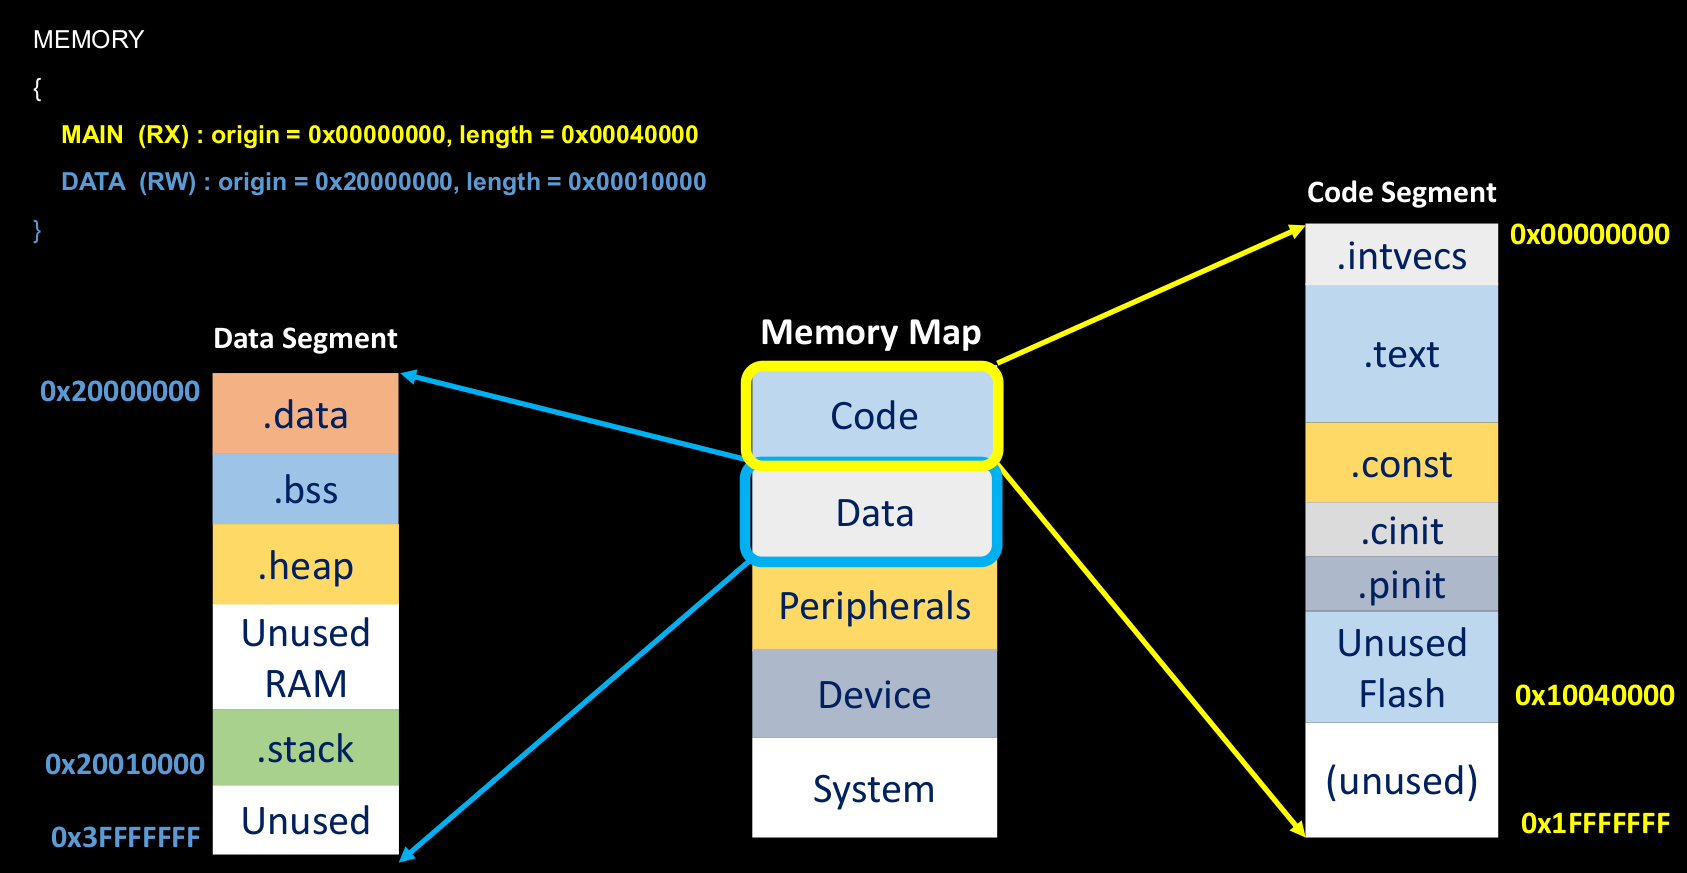 MEMORY
{
MAIN (RX) : origin = 0x00000000, length = 0x00040000
DATA (RW) : origin = 0x20000000, length = 0x00010000
}
Data Segment
0x20000000
.data
.bss
.heap
Unused
RAM
.stack
0x20010000
Unused
0x3FFFFFFF
Memory Map
Code
Data
Peripherals
Device
System
Code Segment
0x00000000
.intvecs
.text
.const
.cinit
.pinit
Unused
Flash
0x10040000
(unused)
0x1FFFFFFF